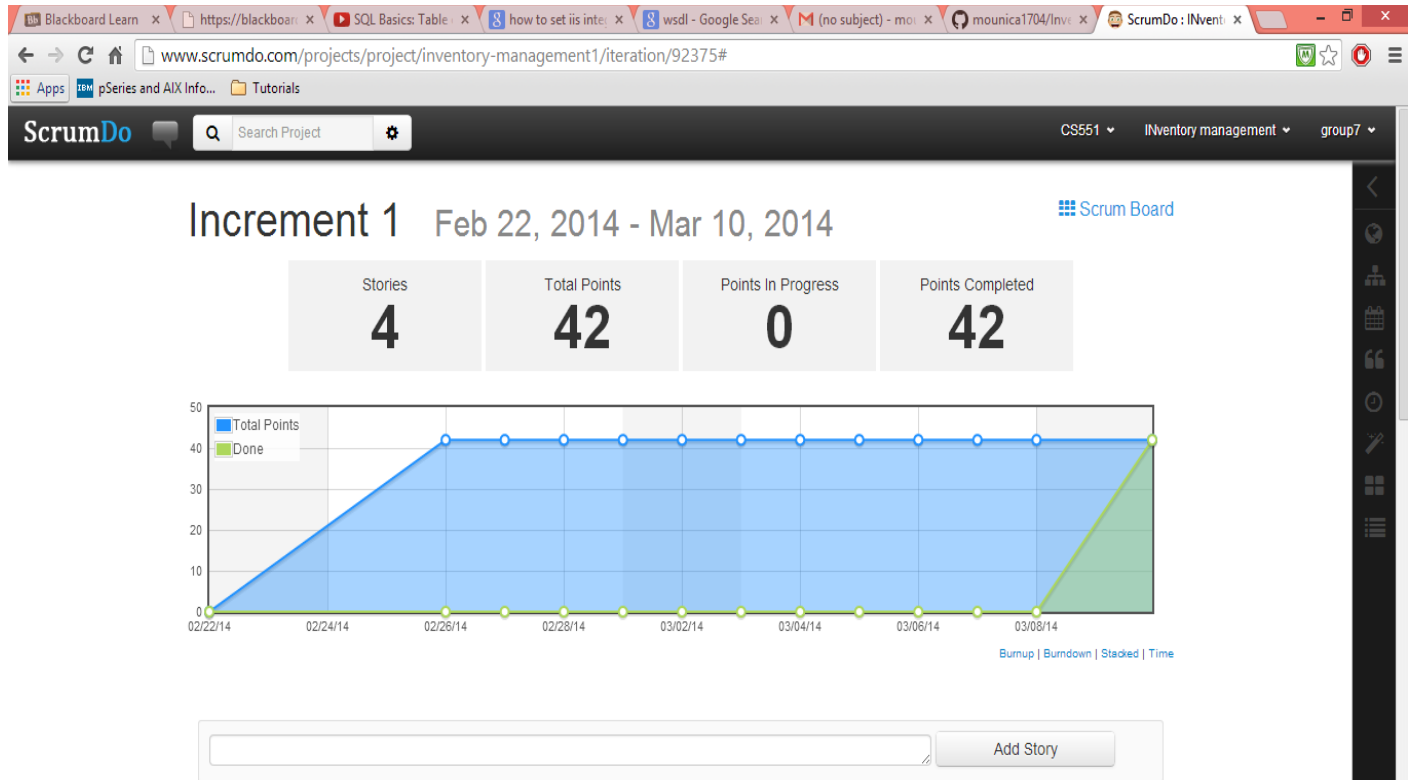 Blackboard Learn
https://blackboar
SQL Basics: Table
how to set iis inte
wsdl - Google Sea
M (no subject) - mou
mounica1704/Inve
ScrumDo : INvent
www.scrumdo.com/projects/project/inventory-management1/iteration/92375#
Apps
IBM pSeries and AIX Info...
Tutorials
ScrumDo
Search Project
CS551
INventory management
group7
Increment 1 Feb 22, 2014 - Mar 10, 2014
Scrum Board
Stories
4
Total Points
42
Points In Progress
0
Points Completed
42
50
40
30
20
10
0
Total Points
Done
02/22/14 02/24/14 02/26/14 02/28/14 03/02/14 03/04/14 03/06/14 03/08/14
Burnup | Burndown | Stacked | Time
Add Story